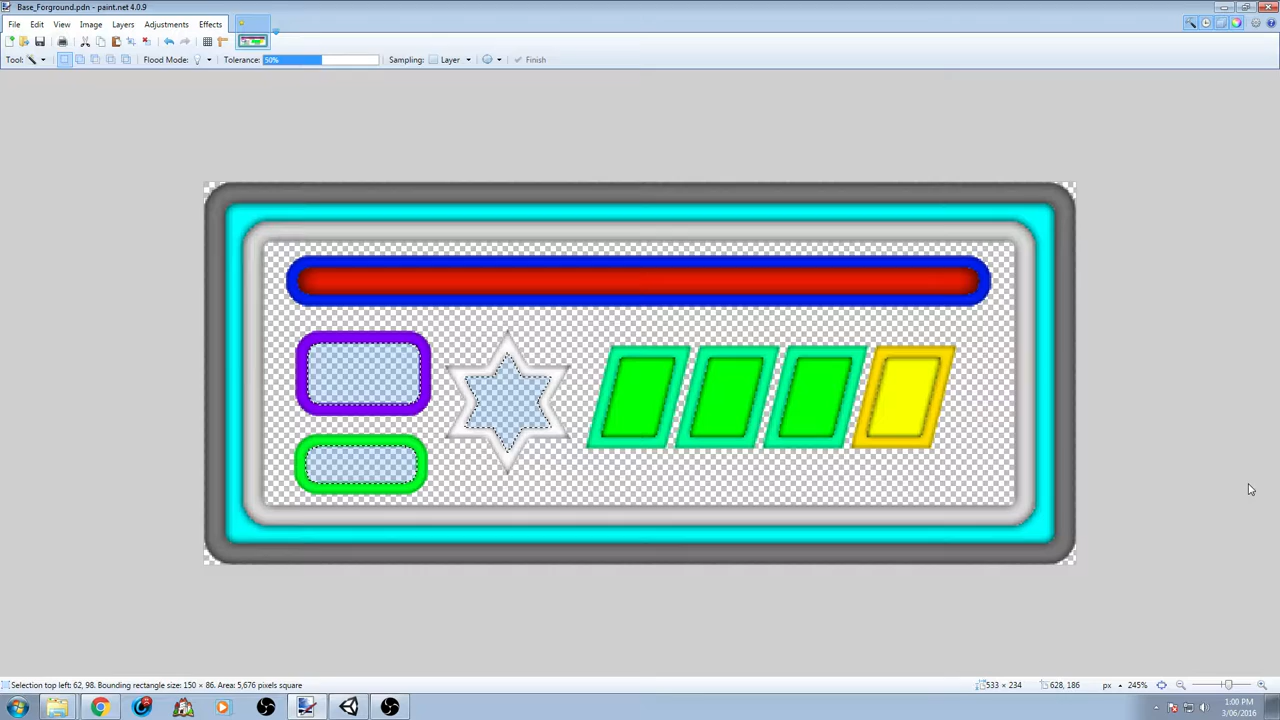 Base_Forground.pdn - paint.net 4.0.9
File Edit View Image Layers Adjustments Effects
Tool: Flood Mode: Tolerance: 50% Sampling: Layer Finish
Selection top left: 62, 98. Bounding rectangle size: 150 × 86. Area: 5,676 pixels square 533 × 234 628, 186 px 245%
1:00 PM
3/06/2016